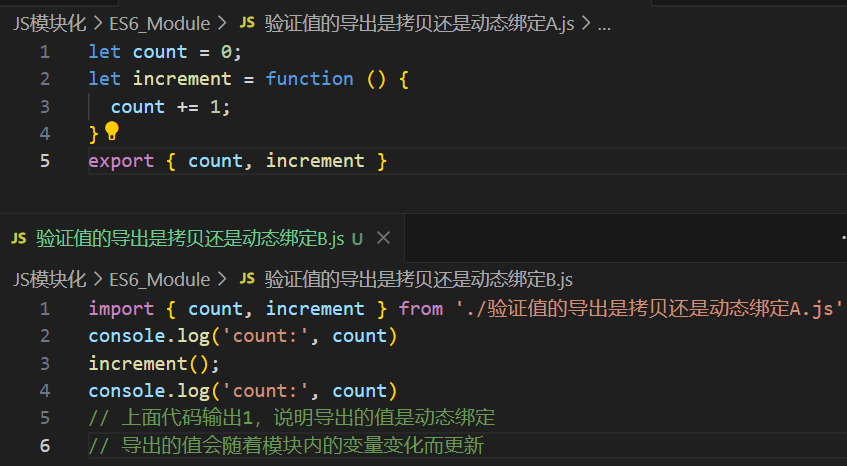 JS模块化 > ES6_Module > JS 验证值的导出是拷贝还是动态绑定A.js > ...
1 let count = 0;
2 let increment = function () {
3 count += 1;
4 }
5 export { count, increment }
JS 验证值的导出是拷贝还是动态绑定B.js U ×
JS模块化 > ES6_Module > JS 验证值的导出是拷贝还是动态绑定B.js
1 import { count, increment } from './验证值的导出是拷贝还是动态绑定A.js'
2 console.log('count:', count)
3 increment();
4 console.log('count:', count)
5 // 上面代码输出1，说明导出的值是动态绑定
6 // 导出的值会随着模块内的变量变化而更新